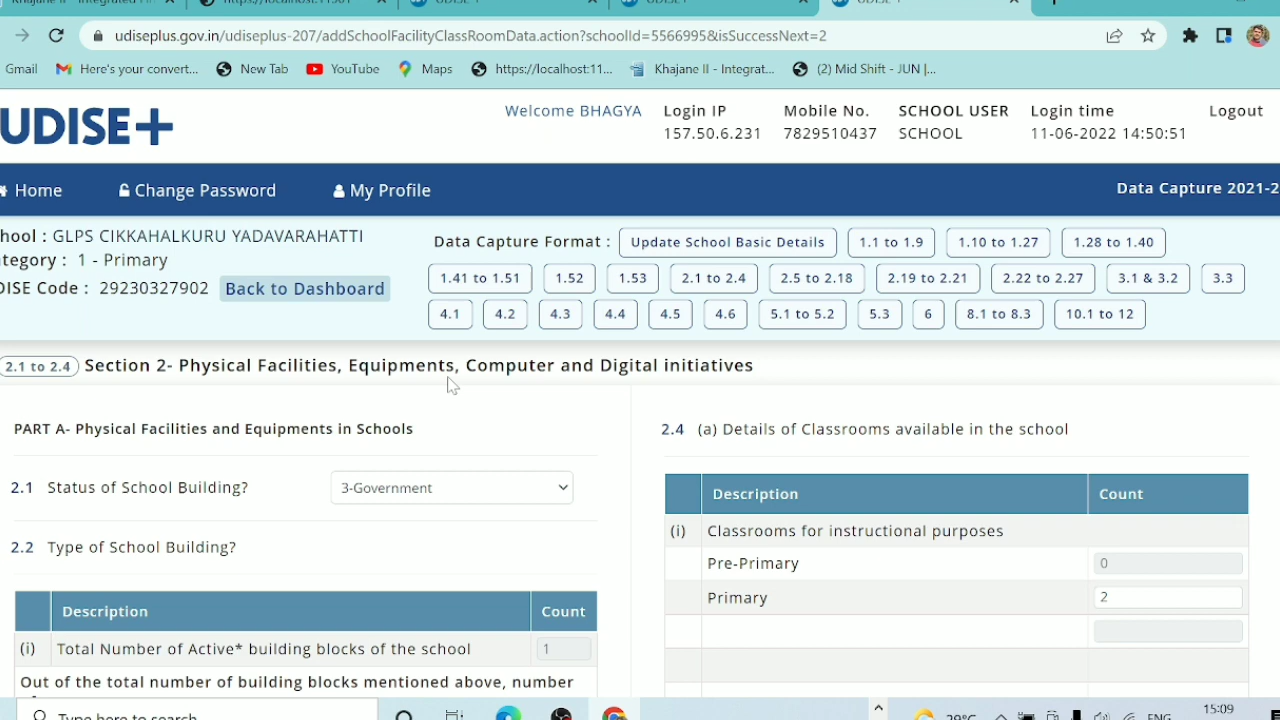 UDISE+
UDISE+
UDISE+
udiseplus.gov.in/udiseplus-207/addSchoolFacilityClassRoomData.action?schoolId=5566995&isSuccessNext=2
Gmail Here's your convert... New Tab YouTube Maps https://localhost:11... Khajane II - Integrat... (2) Mid Shift - JUN |...
UDISE+
Welcome BHAGYA Login IP Mobile No. SCHOOL USER Login time Logout
157.50.6.231 7829510437 SCHOOL 11-06-2022 14:50:51
Home Change Password My Profile Data Capture 2021-2
hool : GLPS CIKKAHALKURU YADAVARAHATTI
tegory : 1 - Primary
DISE Code : 29230327902 Back to Dashboard
Data Capture Format : Update School Basic Details 1.1 to 1.9 1.10 to 1.27 1.28 to 1.40
1.41 to 1.51 1.52 1.53 2.1 to 2.4 2.5 to 2.18 2.19 to 2.21 2.22 to 2.27 3.1 & 3.2 3.3
4.1 4.2 4.3 4.4 4.5 4.6 5.1 to 5.2 5.3 6 8.1 to 8.3 10.1 to 12
2.1 to 2.4 Section 2- Physical Facilities, Equipments, Computer and Digital initiatives
PART A- Physical Facilities and Equipments in Schools
2.1 Status of School Building? 3-Government
2.2 Type of School Building?
Description Count
(i) Total Number of Active* building blocks of the school 1
Out of the total number of building blocks mentioned above, number
2.4 (a) Details of Classrooms available in the school
Description Count
(i) Classrooms for instructional purposes
Pre-Primary 0
Primary 2
Type here to search
29°C ENG 15:09